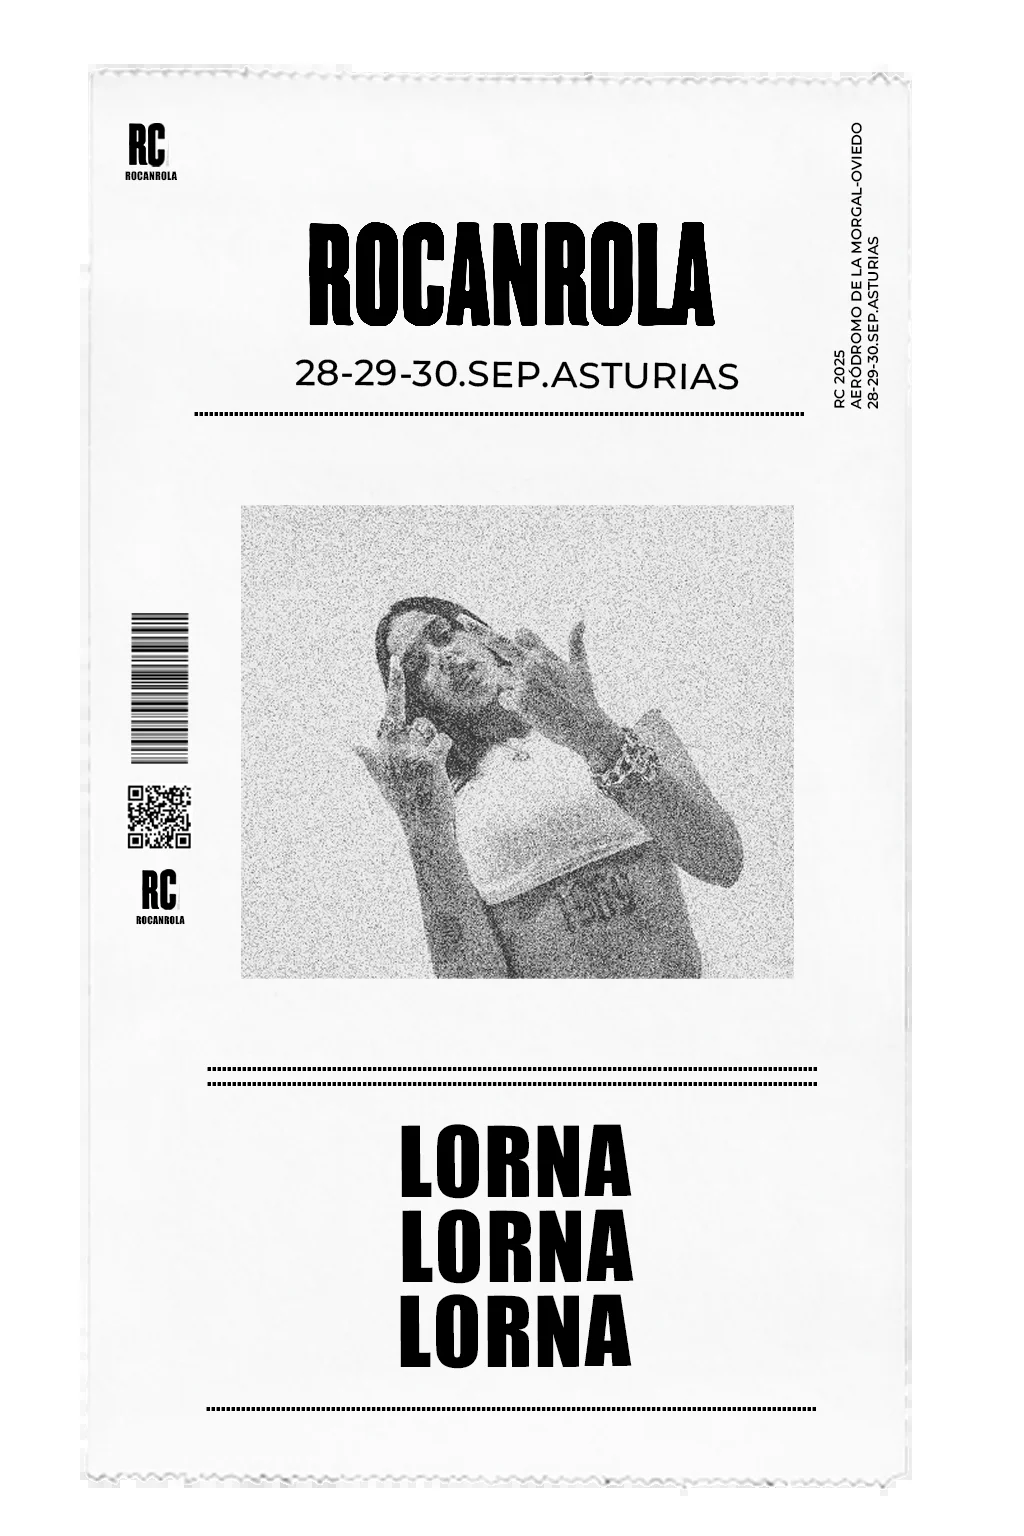 RC
ROCANROLA
RC 2025
AERÓDROMO DE LA MORGAL-OVIEDO
28-29-30.SEP.ASTURIAS
ROCANROLA
28-29-30.SEP.ASTURIAS
RC
ROCANROLA
LORNA
LORNA
LORNA